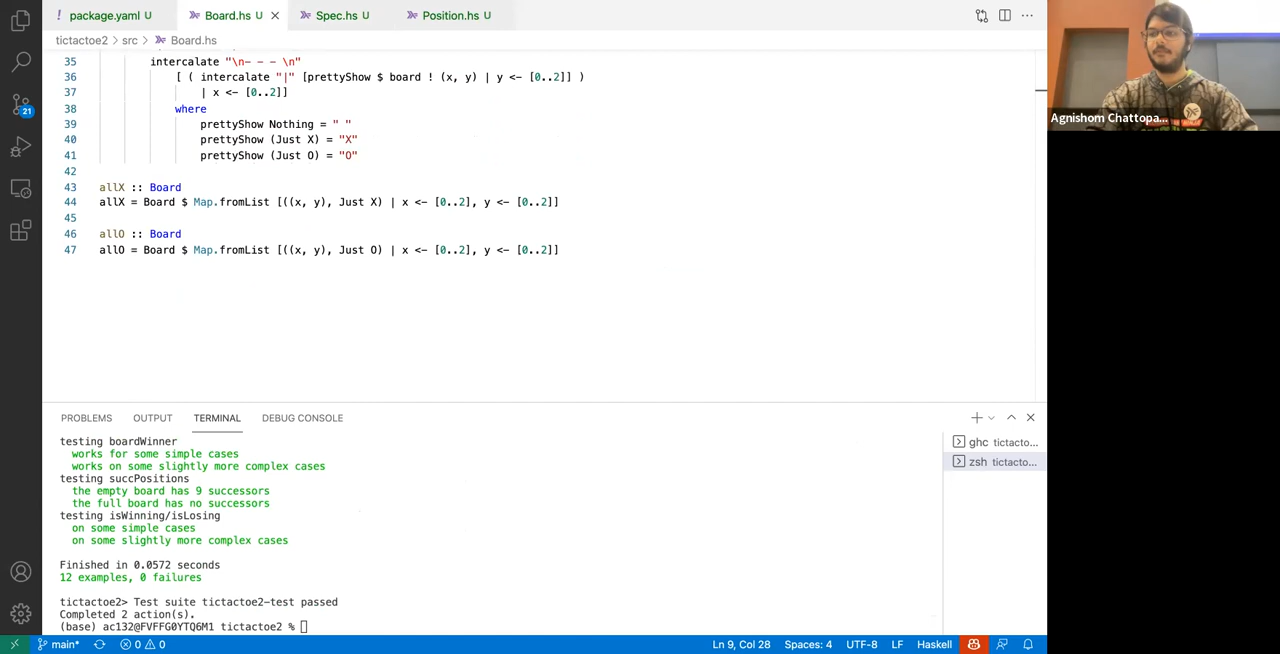 ! package.yaml U
Board.hs U
Spec.hs U
Position.hs U
tictactoe2 > src > Board.hs
35 intercalate "\n- - - \n"
36 [ ( intercalate "|" [prettyShow $ board ! (x, y) | y <- [0..2]] )
37 | x <- [0..2]]
38 where
39 prettyShow Nothing = " "
40 prettyShow (Just X) = "X"
41 prettyShow (Just O) = "O"
42
43 allX :: Board
44 allX = Board $ Map.fromList [((x, y), Just X) | x <- [0..2], y <- [0..2]]
45
46 allO :: Board
47 allO = Board $ Map.fromList [((x, y), Just O) | x <- [0..2], y <- [0..2]]
Agnishom Chattopa...
21
PROBLEMS OUTPUT TERMINAL DEBUG CONSOLE
testing boardWinner
works for some simple cases
works on some slightly more complex cases
testing succPositions
the empty board has 9 successors
the full board has no successors
testing isWinning/isLosing
on some simple cases
on some slightly more complex cases
Finished in 0.0572 seconds
12 examples, 0 failures
tictactoe2> Test suite tictactoe2-test passed
Completed 2 action(s).
(base) ac132@FVFFG0YTQ6M1 tictactoe2 %
ghc tictacto...
zsh tictacto...
main* 0 0 Ln 9, Col 28 Spaces: 4 UTF-8 LF Haskell